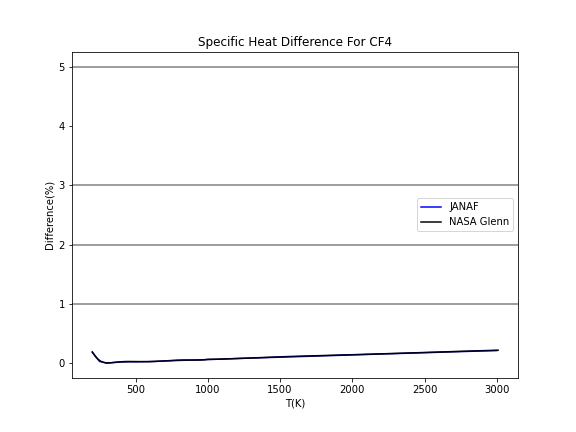 Specific Heat Difference For CF4
5
4
3
2
1
0
Difference(%)
JANAF
NASA Glenn
500
1000
1500
2000
2500
3000
T(K)